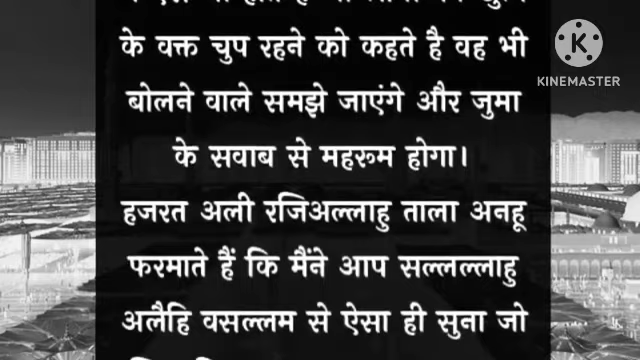 के वक्त चुप रहने को कहते है वह भी
बोलने वाले समझे जाएंगे और जुमा
के सवाब से महरूम होगा।
हजरत अली रजिअल्लाहु ताला अनहू
फरमाते हैं कि मैंने आप सल्लल्लाहु
अलैहि वसल्लम से ऐसा ही सुना जो
KINEMASTER